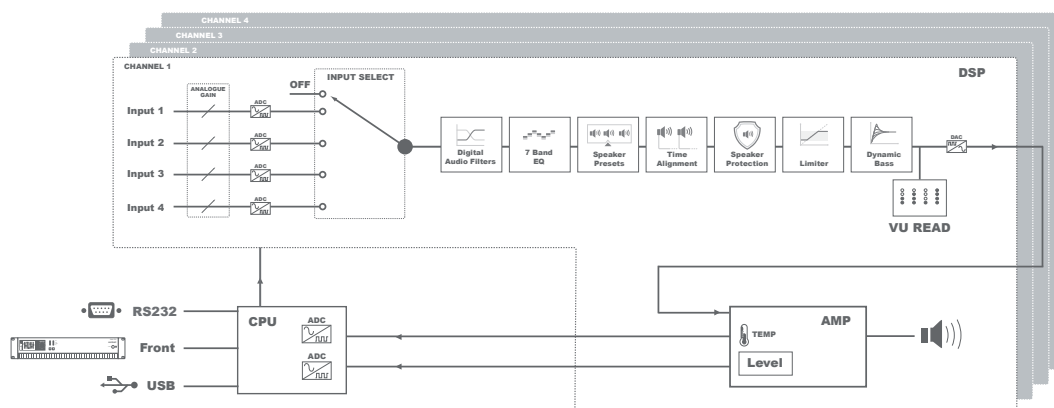 CHANNEL 4
CHANNEL 3
CHANNEL 2
CHANNEL 1
DSP
ANALOGUE
GAIN
INPUT SELECT
OFF
Input 1
ADC
Input 2
ADC
Input 3
ADC
Input 4
ADC
Digital
Audio Filters
7 Band
EQ
Speaker
Presets
Time
Alignment
Speaker
Protection
Limiter
Dynamic
Bass
DAC
VU READ
RS232
Front
USB
CPU
ADC
ADC
AMP
TEMP
Level